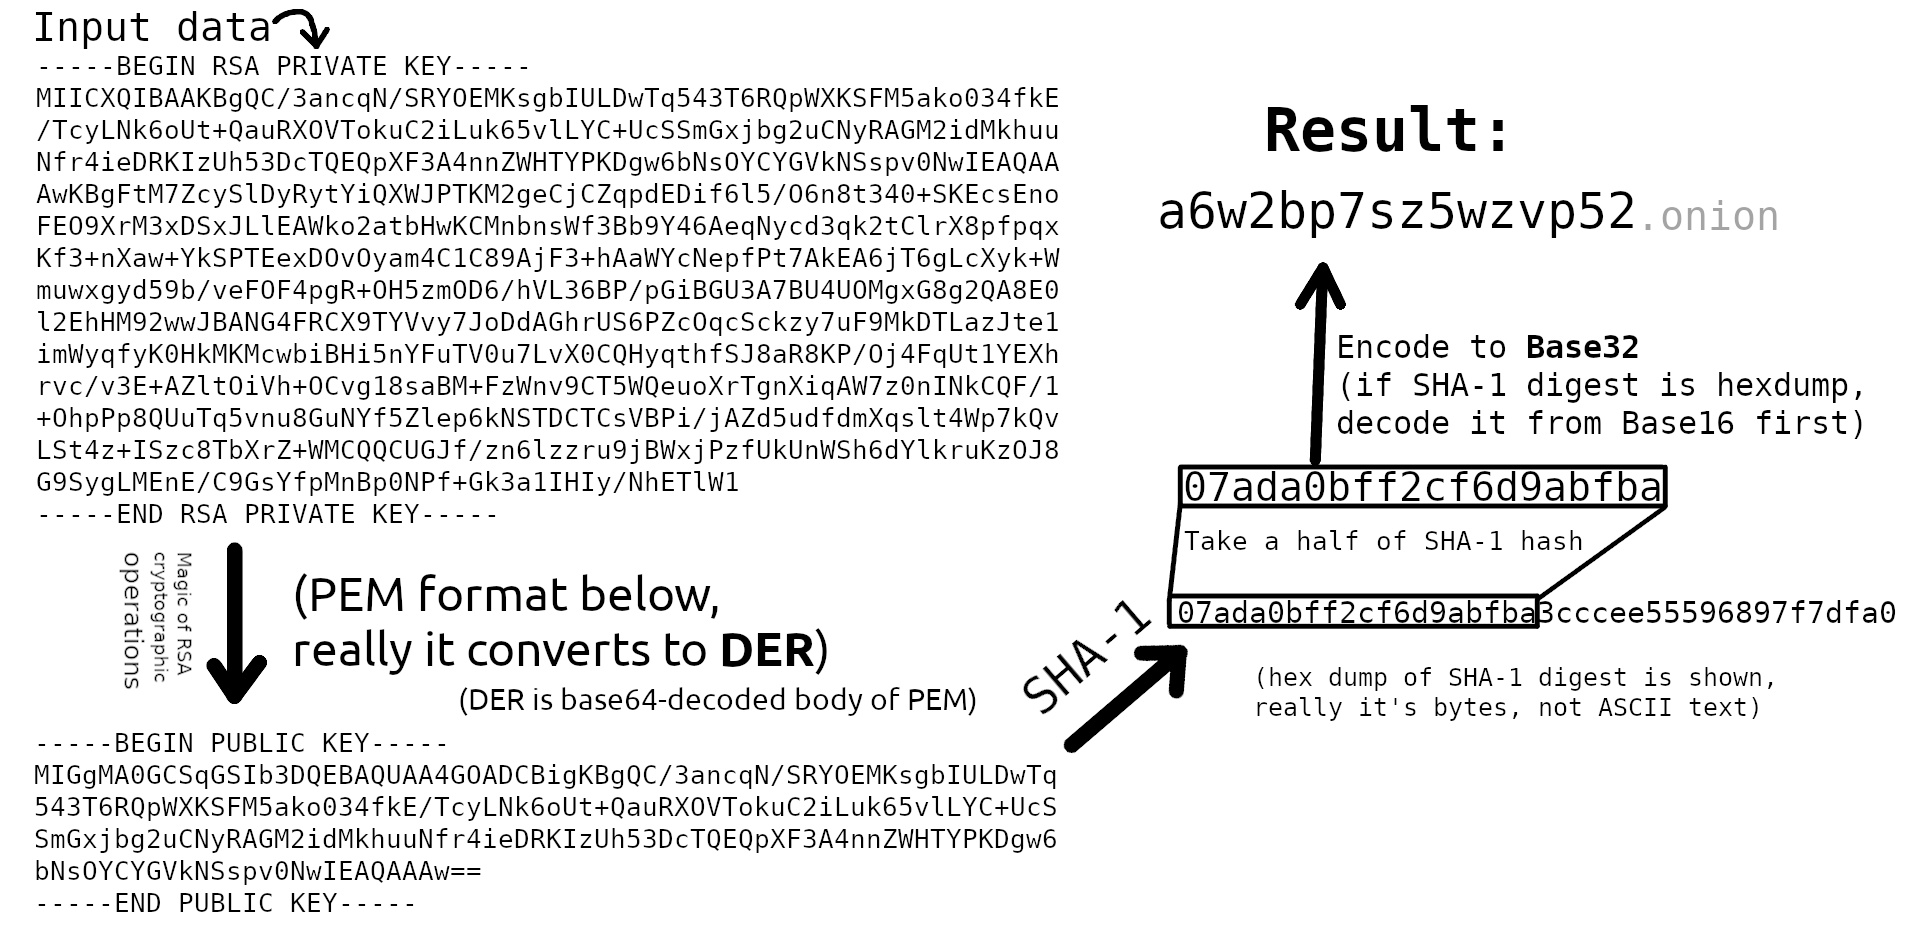 Input data
-----BEGIN RSA PRIVATE KEY-----
MIICXQIBAAKBgQC/3ancqN/SRYOEMKsgbIULDwTq543T6RQpWXKSFM5ako034fkE
/TcyLNk6oUt+QauRXOVTokuC2iLuk65vlLYC+UcSSmGxjbg2uCNyRAGM2idMkhuu
Nfr4ieDRKIzUh53DcTQEQpXF3A4nnZWHTYPKDgw6bNsOYCYGVkNSspv0NwIEAQAA
AwKBgFtM7ZcySlDyRytYiQXWJPTKM2geCjCZqpdEDif6l5/O6n8t340+SKEcsEno
FEO9XrM3xDSxJLlEAWko2atbHwKCMnbnsWf3Bb9Y46AeqNycd3qk2tClrX8pfpqx
Kf3+nXaw+YkSPTEexDOvOyam4C1C89AjF3+hAaWYcNepfPt7AkEA6jT6gLcXyk+W
muwxgyd59b/veFOF4pgR+OH5zmOD6/hVL36BP/pGiBGU3A7BU4UOMgxG8g2QA8E0
l2EhHM92wwJBANG4FRCX9TYVvy7JoDdAGhrUS6PZcOqcSckzy7uF9MkDTLazJte1
imWyqfyK0HkMKMcwbiBHi5nYFuTV0u7LvX0CQHyqthfSJ8aR8KP/Oj4FqUt1YEXh
rvc/v3E+AZltOiVh+OCvg18saBM+FzWnv9CT5WQeuoXrTgnXiqAW7z0nINkCQF/1
+OhpPp8QUuTq5vnu8GuNYf5Zlep6kNSTDCTCsVBPi/jAZd5udfdmXqslt4Wp7kQv
LSt4z+ISzc8TbXrZ+WMCQQCUGJf/zn6lzzru9jBWxjPzfUkUnWSh6dYlkruKzOJ8
G9SygLMEnE/C9GsYfpMnBp0NPf+Gk3a1IHIy/NhETlW1
-----END RSA PRIVATE KEY-----
Magic of RSA
cryptographic
operations
(PEM format below,
really it converts to DER)
(DER is base64-decoded body of PEM)
-----BEGIN PUBLIC KEY-----
MIGgMA0GCSqGSIb3DQEBAQUAA4GOADCBigKBgQC/3ancqN/SRYOEMKsgbIULDwTq
543T6RQpWXKSFM5ako034fkE/TcyLNk6oUt+QauRXOVTokuC2iLuk65vlLYC+UcS
SmGxjbg2uCNyRAGM2idMkhuuNfr4ieDRKIzUh53DcTQEQpXF3A4nnZWHTYPKDgw6
bNsOYCYGVkNSspv0NwIEAQAAAw==
-----END PUBLIC KEY-----
SHA-1
07ada0bff2cf6d9abfba3cccee55596897f7dfa0
(hex dump of SHA-1 digest is shown,
really it's bytes, not ASCII text)
Take a half of SHA-1 hash
07ada0bff2cf6d9abfba
Encode to Base32
(if SHA-1 digest is hexdump,
decode it from Base16 first)
Result:
a6w2bp7sz5wzvp52.onion